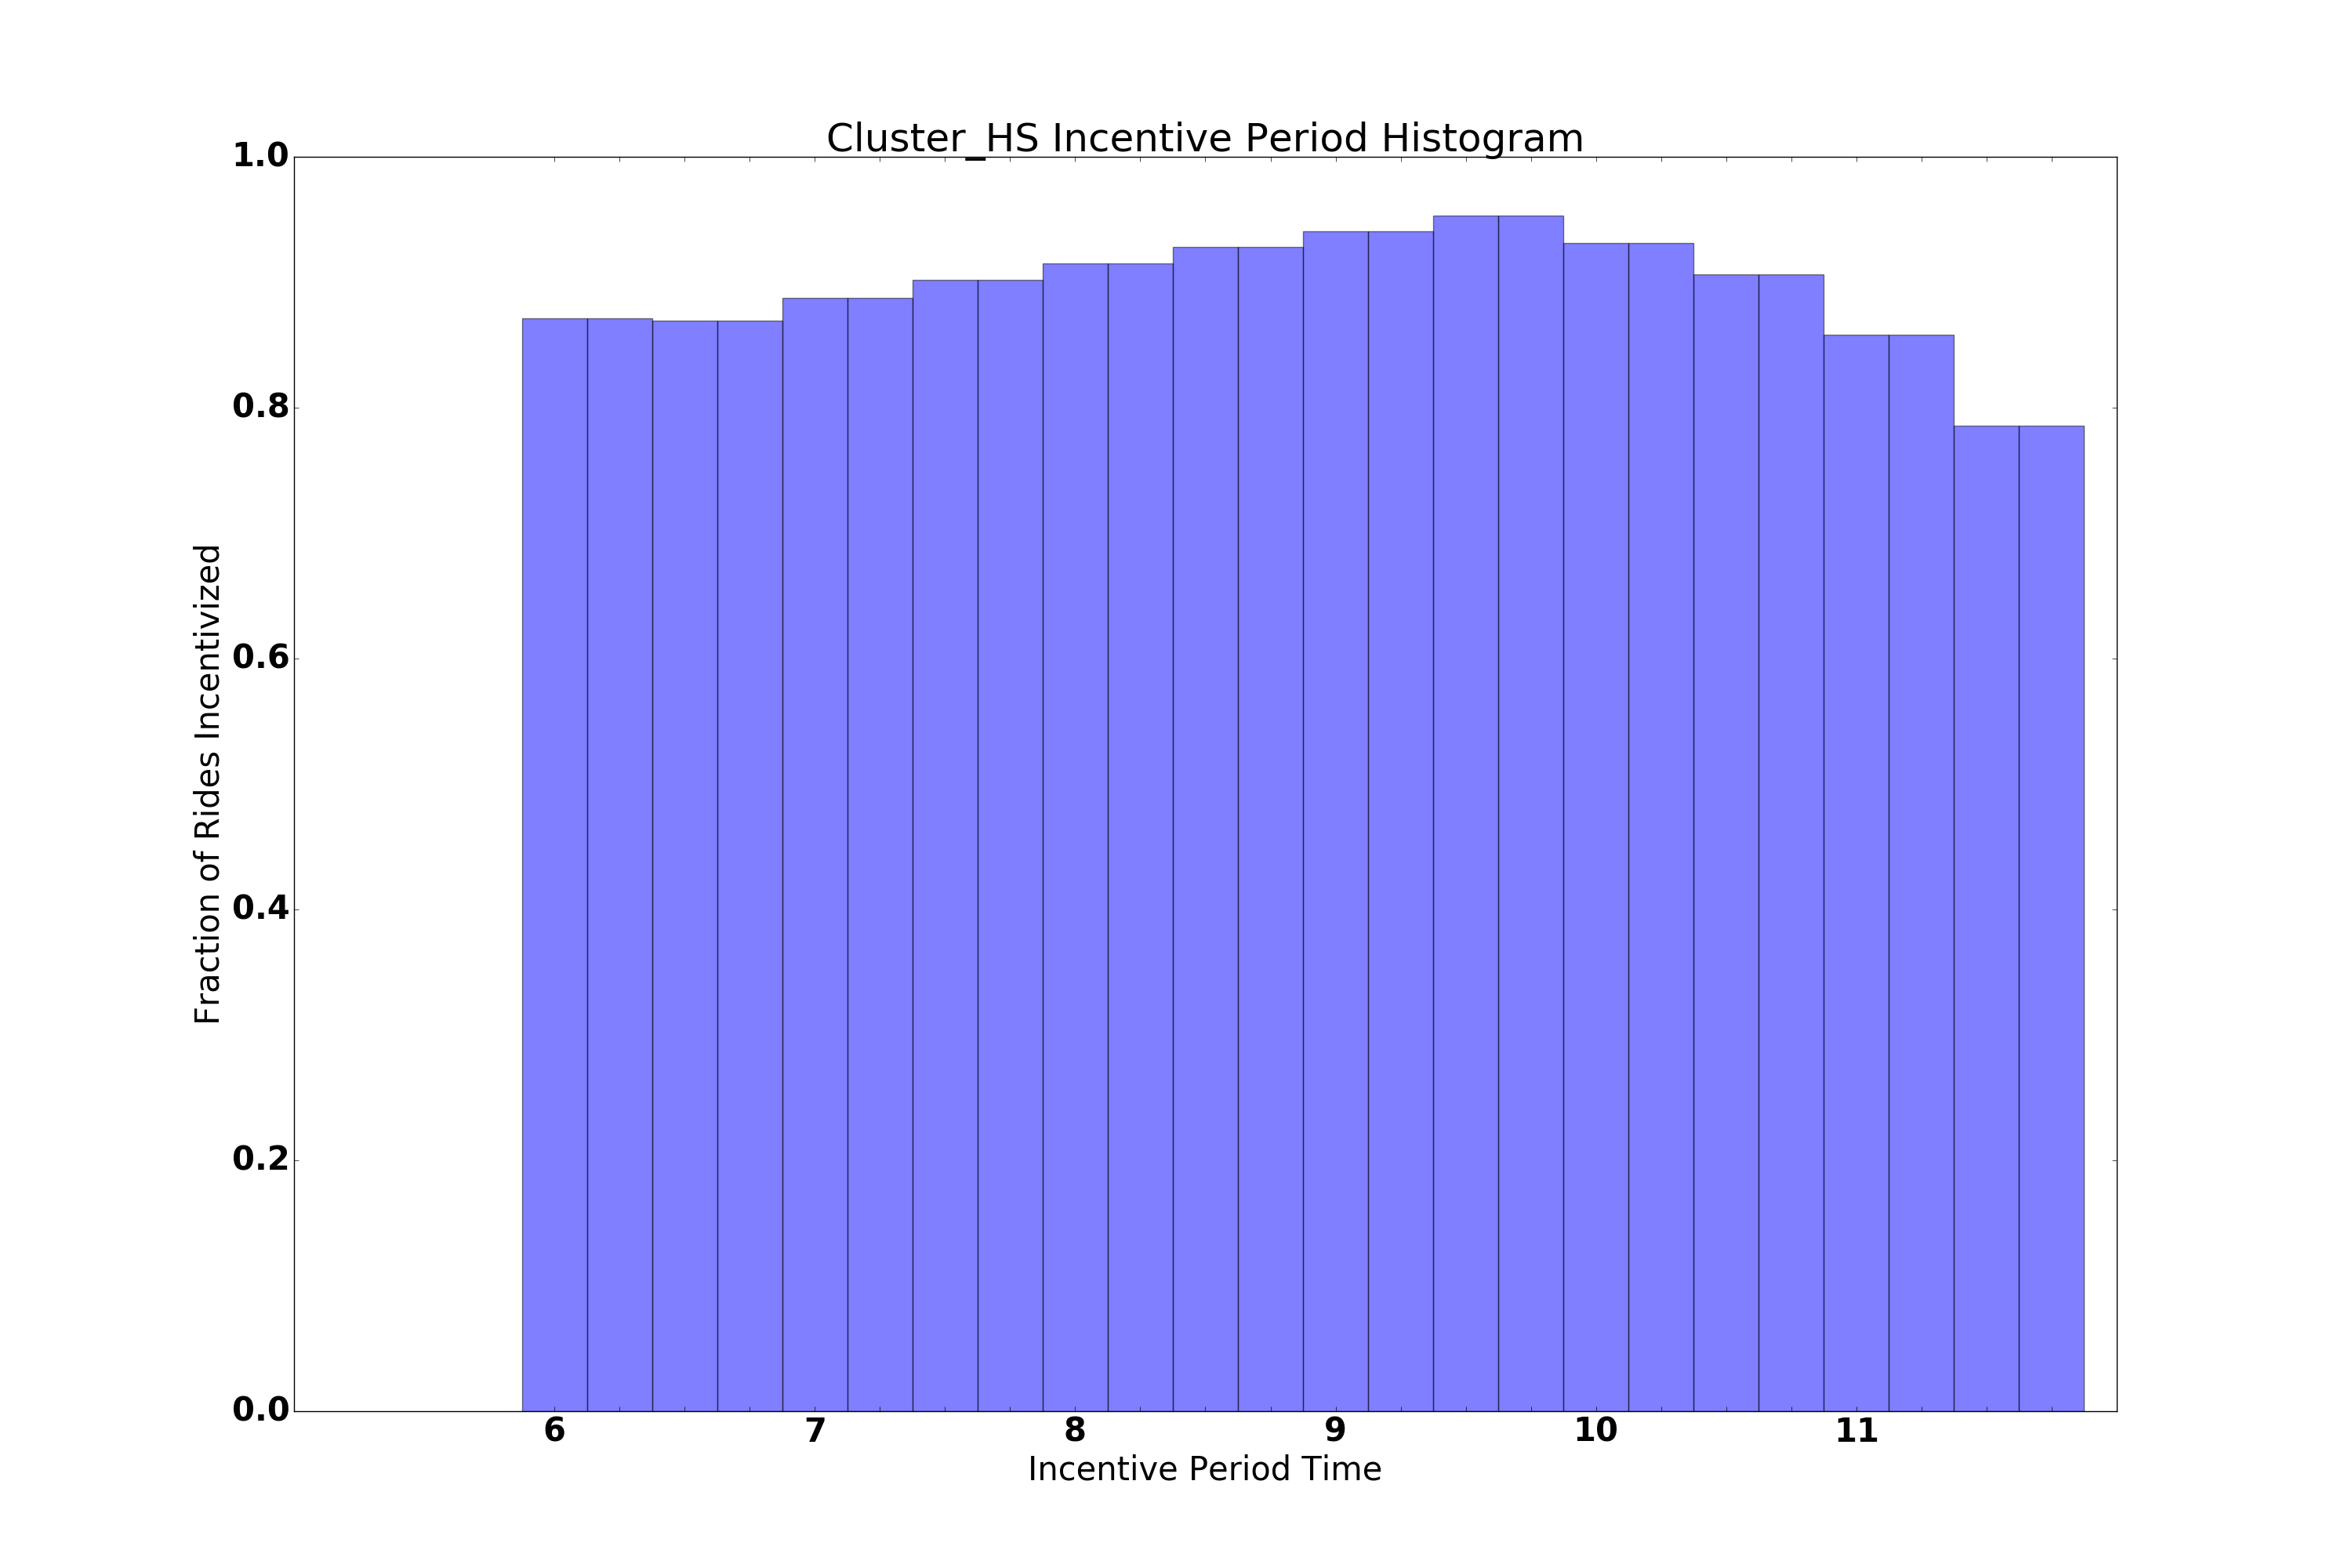 Cluster_HS Incentive Period Histogram
1.0
0.8
0.6
0.4
0.2
0.0
Fraction of Rides Incentivized
6 7 8 9 10 11
Incentive Period Time